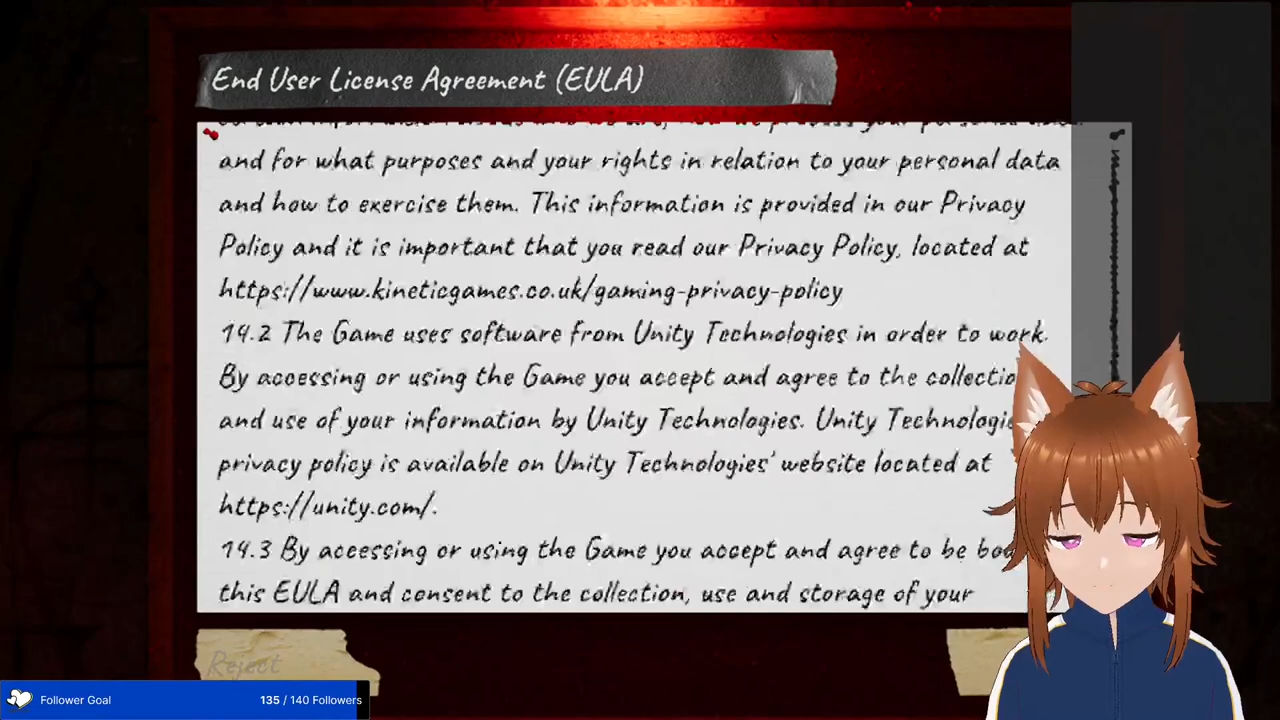 End User License Agreement (EULA)
and for what purposes and your rights in relation to your personal data
and how to exercise them. This information is provided in our Privacy
Policy and it is important that you read our Privacy Policy, located at
https://www.kineticgames.co.uk/gaming-privacy-policy
14.2 The Game uses software from Unity Technologies in order to work.
By accessing or using the Game you accept and agree to the
and use of your information by Unity Technologies. Unity
privacy policy is available on Unity Technologies' website located at
https://unity.com/.
14.3 By accessing or using the Game you accept and agree to be
this EULA and consent to the collection, use and storage of your
Reject
Follower Goal 135 / 140 Followers